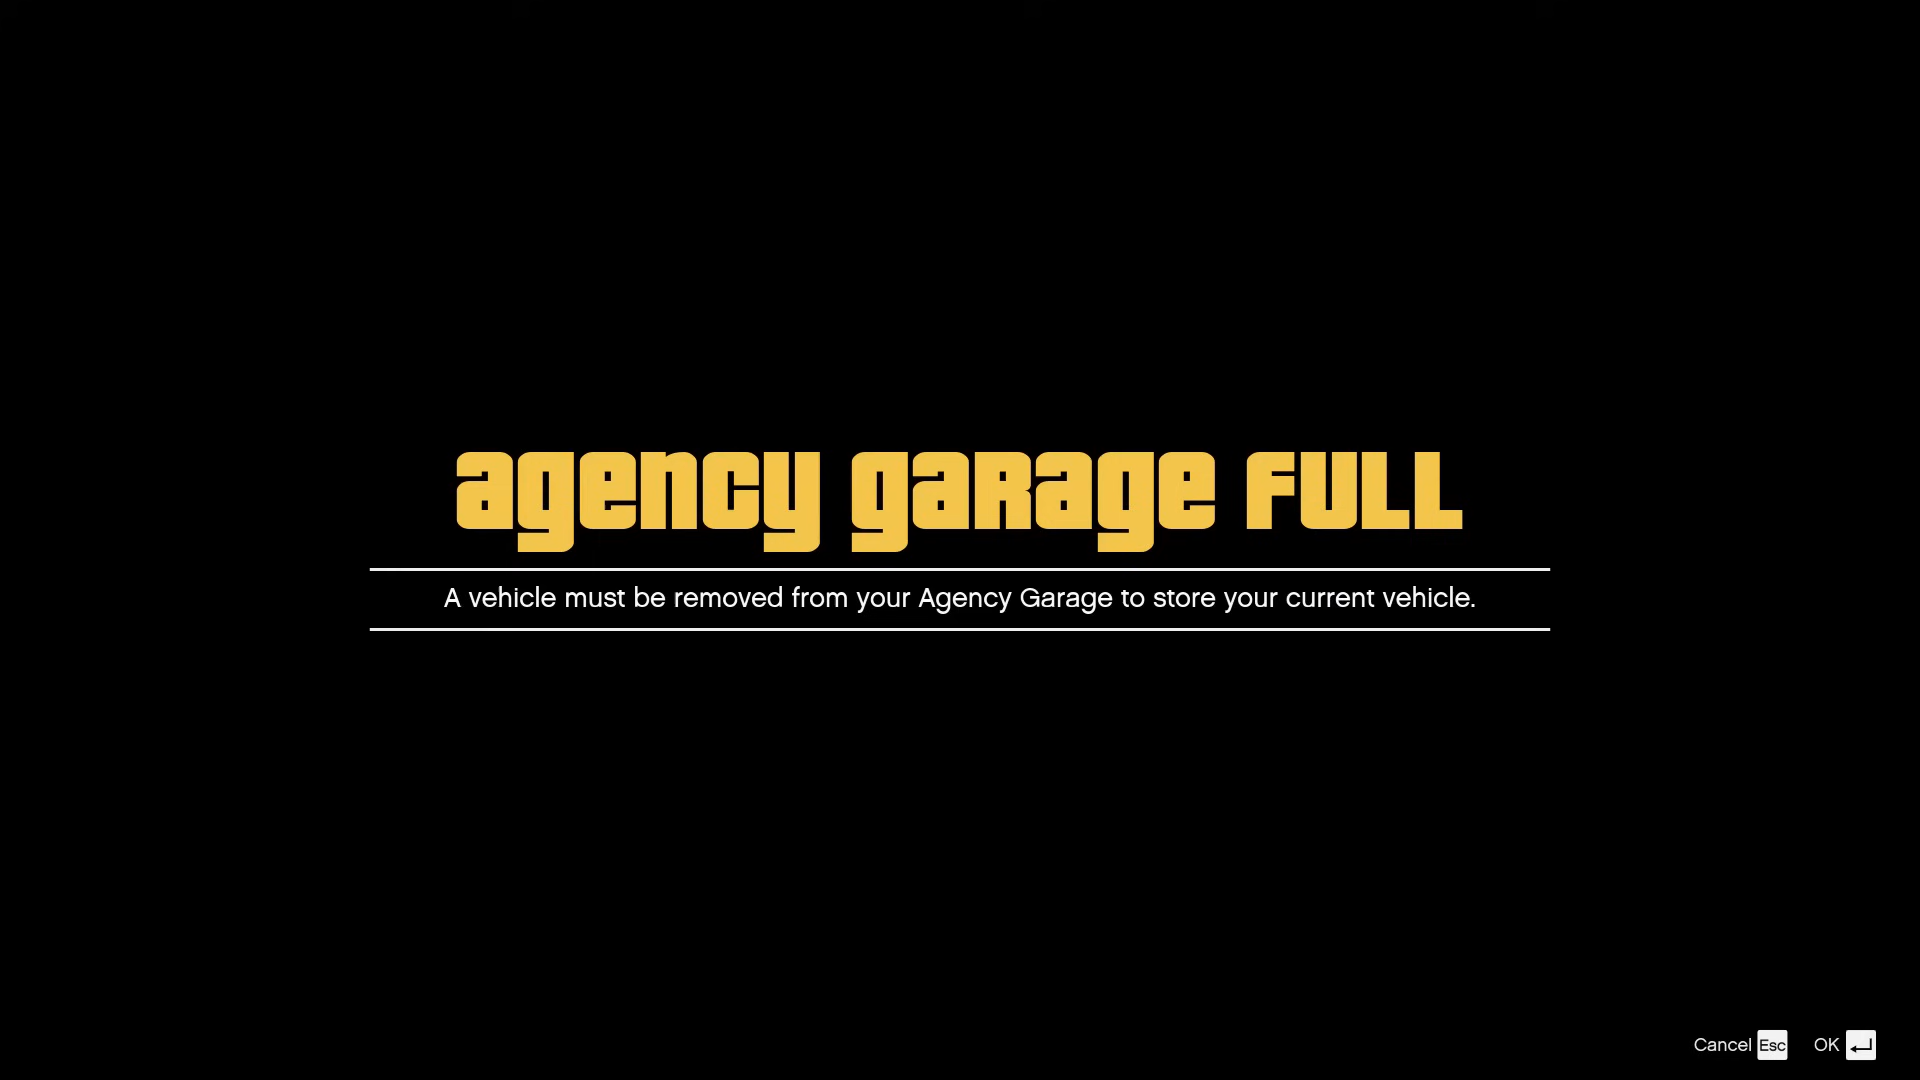 agency garage FULL
A vehicle must be removed from your Agency Garage to store your current vehicle.
Cancel Esc OK